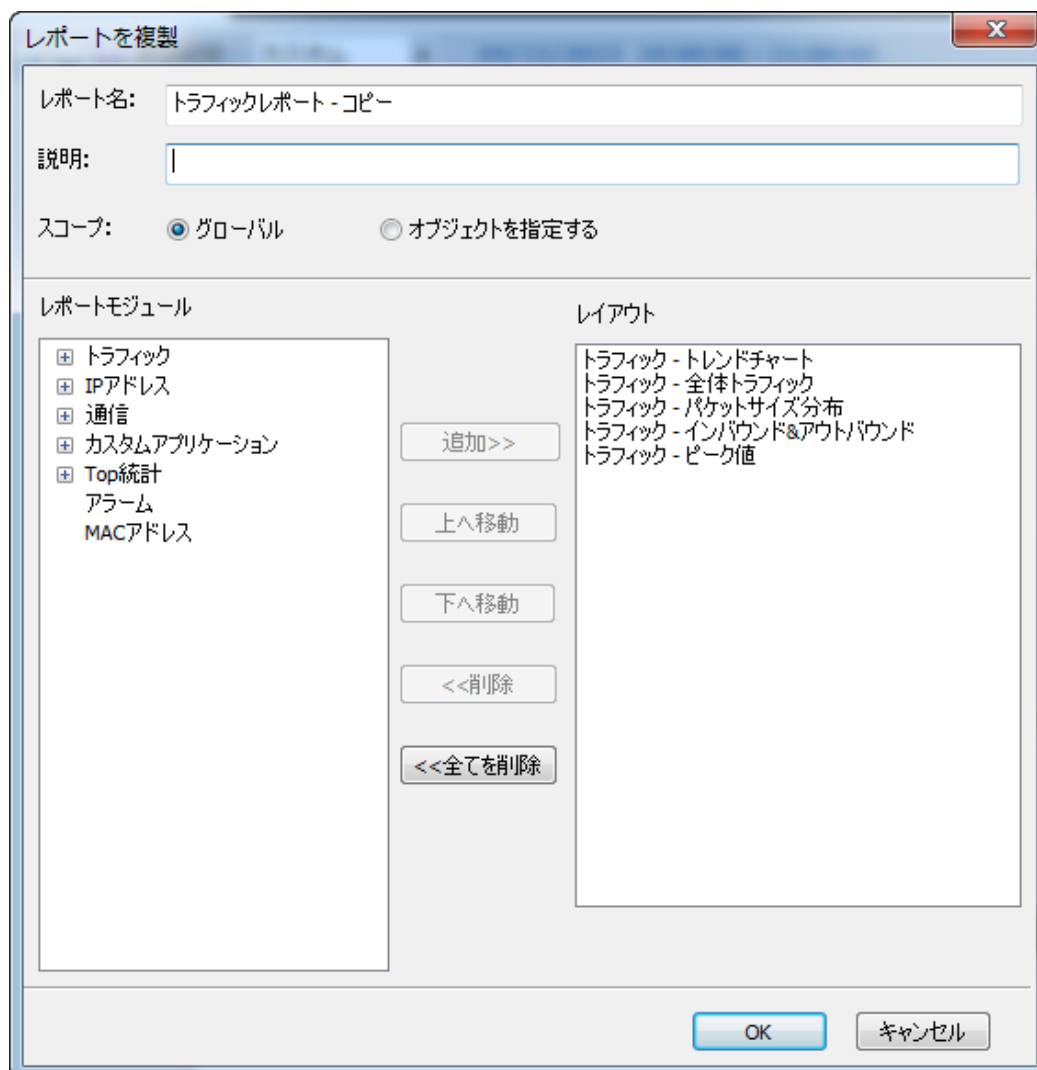 レポートを複製
レポート名: トラフィックレポート - コピー
説明:
スコープ: グローバル オブジェクトを指定する
レポートモジュール
トラフィック
IPアドレス
通信
カスタムアプリケーション
Top統計
アラーム
MACアドレス
追加>>
上へ移動
下へ移動
<<削除
<<全てを削除
レイアウト
トラフィック - トレンドチャート
トラフィック - 全体トラフィック
トラフィック - パケットサイズ分布
トラフィック - インバウンド&アウトバウンド
トラフィック - ピーク値
OK キャンセル